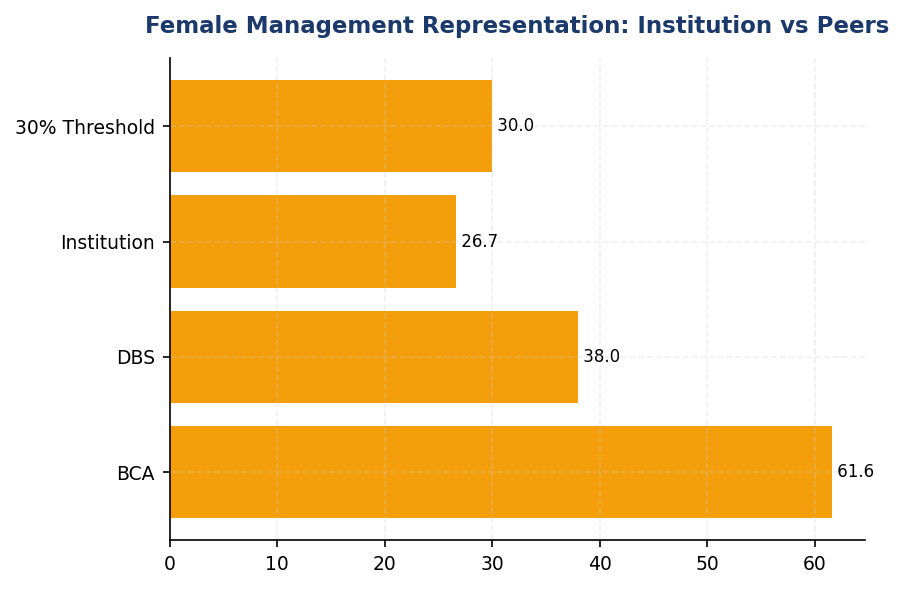 Female Management Representation: Institution vs Peers
30% Threshold
30.0
Institution
26.7
DBS
38.0
BCA
61.6
0 10 20 30 40 50 60